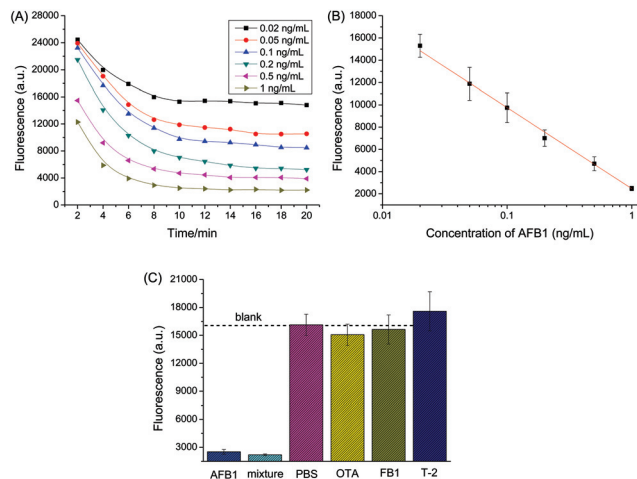 (A)
Fluorescence (a.u.)
28000
24000
20000
16000
12000
8000
4000
0
0.02 ng/mL
0.05 ng/mL
0.1 ng/mL
0.2 ng/mL
0.5 ng/mL
1 ng/mL
2 4 6 8 10 12 14 16 18 20
Time/min
(B)
Fluorescence (a.u.)
18000
16000
14000
12000
10000
8000
6000
4000
2000
0.01 0.1 1
Concentration of AFB1 (ng/mL)
(C)
Fluorescence (a.u.)
21000
18000
15000
12000
9000
6000
3000
blank
AFB1 mixture PBS OTA FB1 T-2